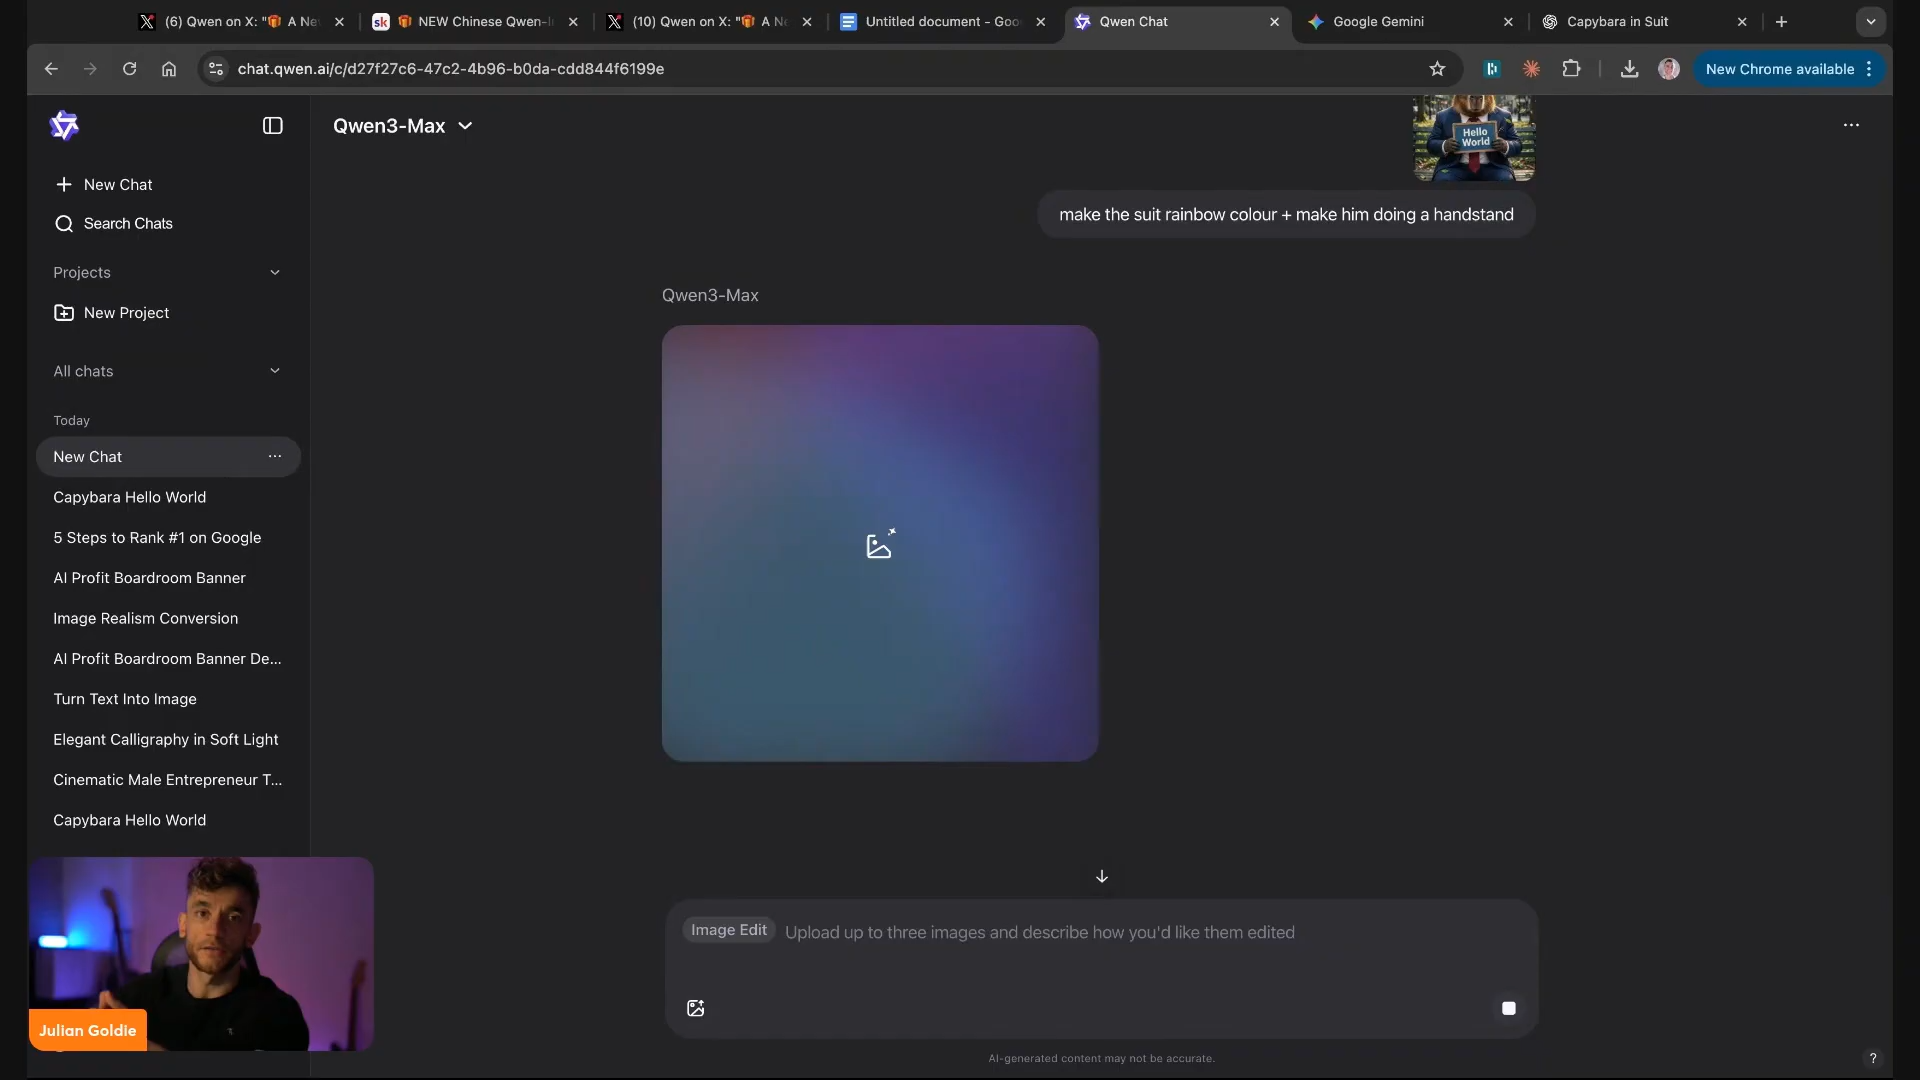 (6) Qwen on X: "🎁 A Ne
sk
🎁 NEW Chinese Qwen-I
(10) Qwen on X: "🎁 A Ne
Untitled document - Goo
Qwen Chat
Google Gemini
Capybara in Suit
chat.qwen.ai/c/d27f27c6-47c2-4b96-b0da-cdd844f6199e
New Chrome available
Qwen3-Max
Hello
World
New Chat
Search Chats
make the suit rainbow colour + make him doing a handstand
Projects
New Project
Qwen3-Max
All chats
Today
New Chat
Capybara Hello World
5 Steps to Rank #1 on Google
AI Profit Boardroom Banner
Image Realism Conversion
AI Profit Boardroom Banner De...
Turn Text Into Image
Elegant Calligraphy in Soft Light
Cinematic Male Entrepreneur T...
Capybara Hello World
Image Edit Upload up to three images and describe how you'd like them edited
Julian Goldie
AI-generated content may not be accurate.
?